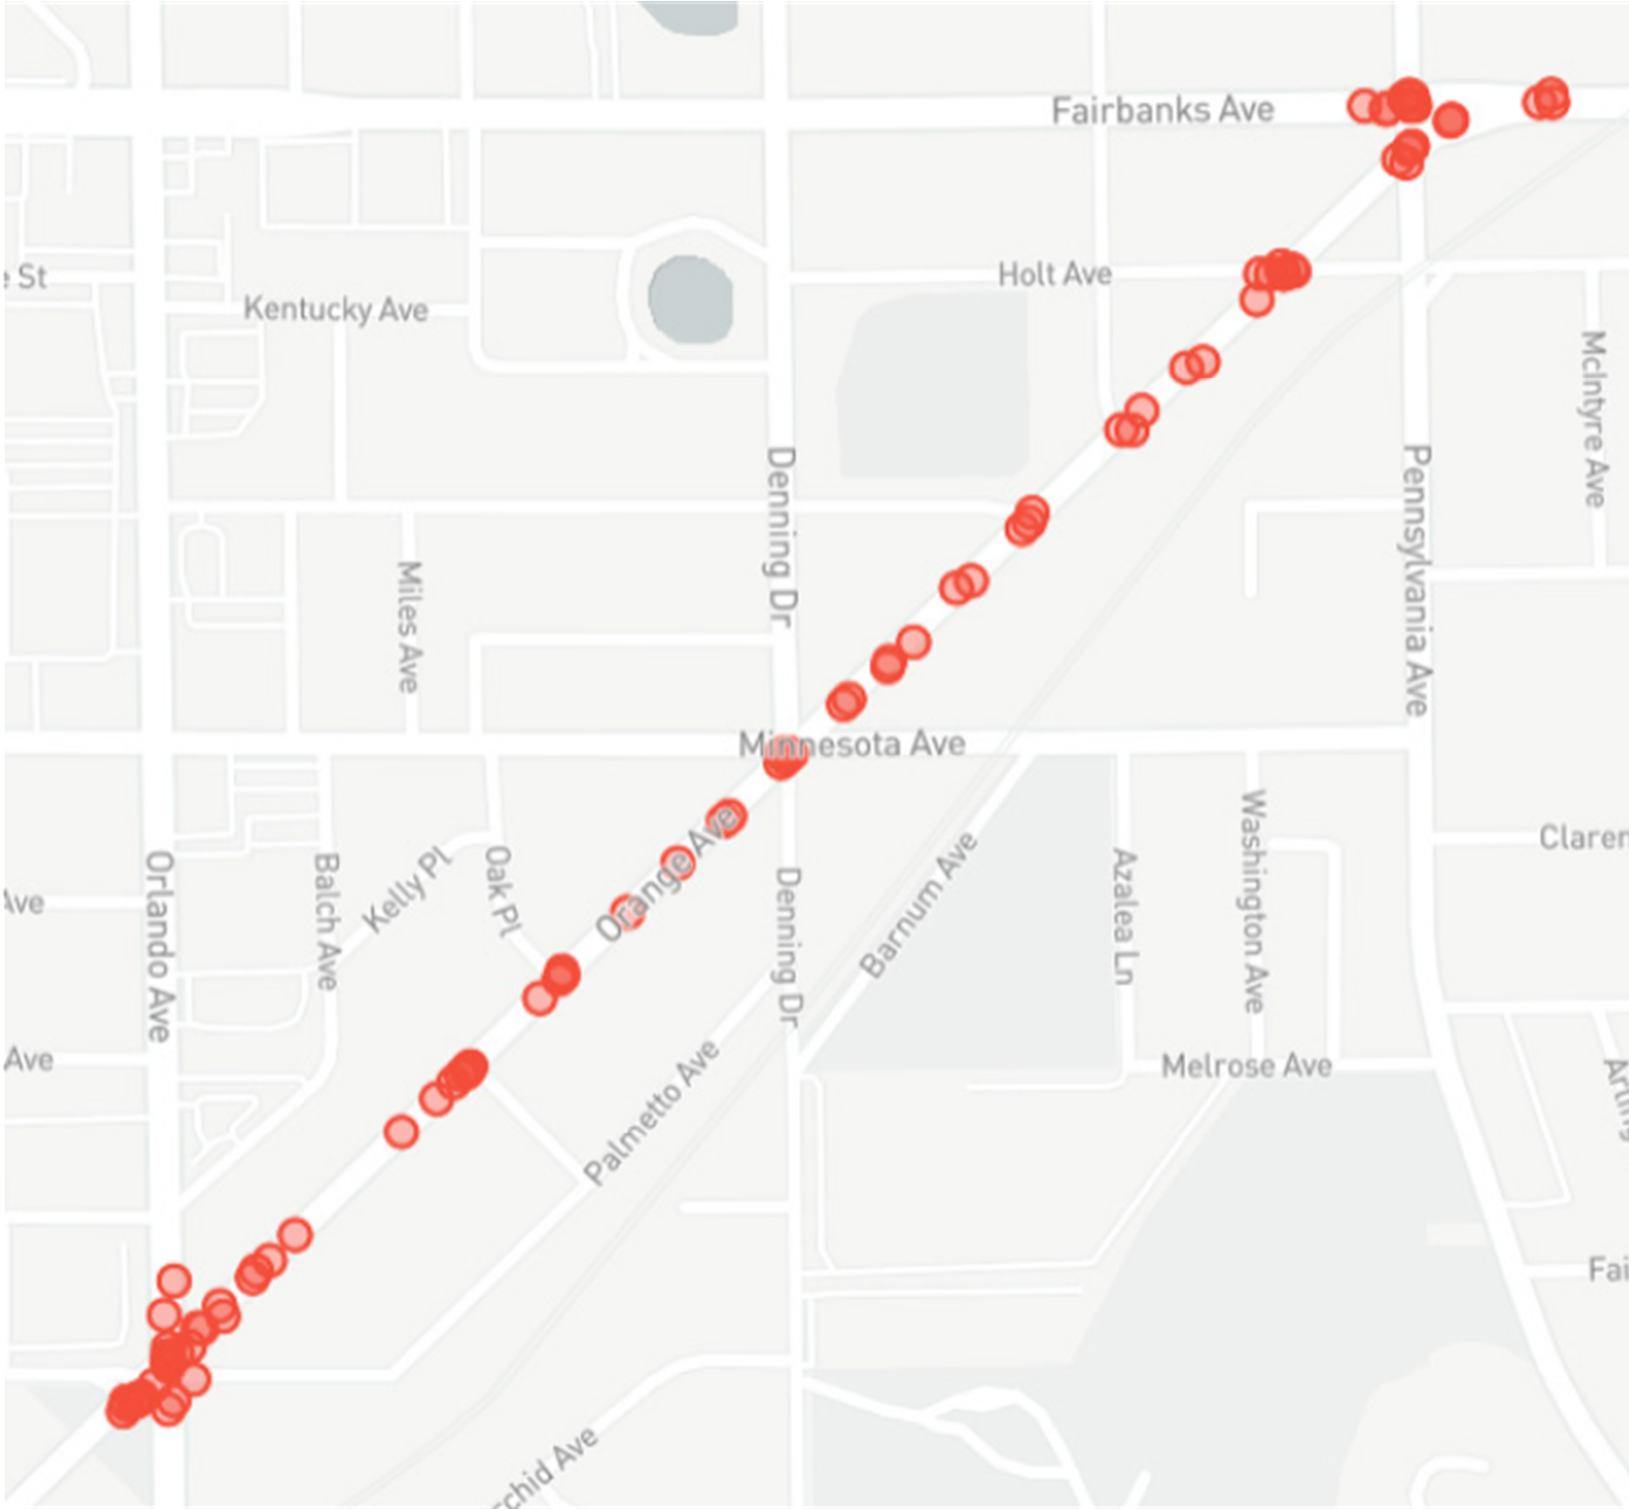 Fairbanks Ave
Holt Ave
e St
Kentucky Ave
McIntyre Ave
Denning Dr
Pennsylvania Ave
Miles Ave
Minnesota Ave
Washington Ave
Claren
Orlando Ave
Balch Ave
Kelly Pl
Oak Pl
Orange Ave
Denning Dr
Barnum Ave
Azalea Ln
Ave
Ave
Melrose Ave
Palmetto Ave
Arling
Fai
rchid Ave